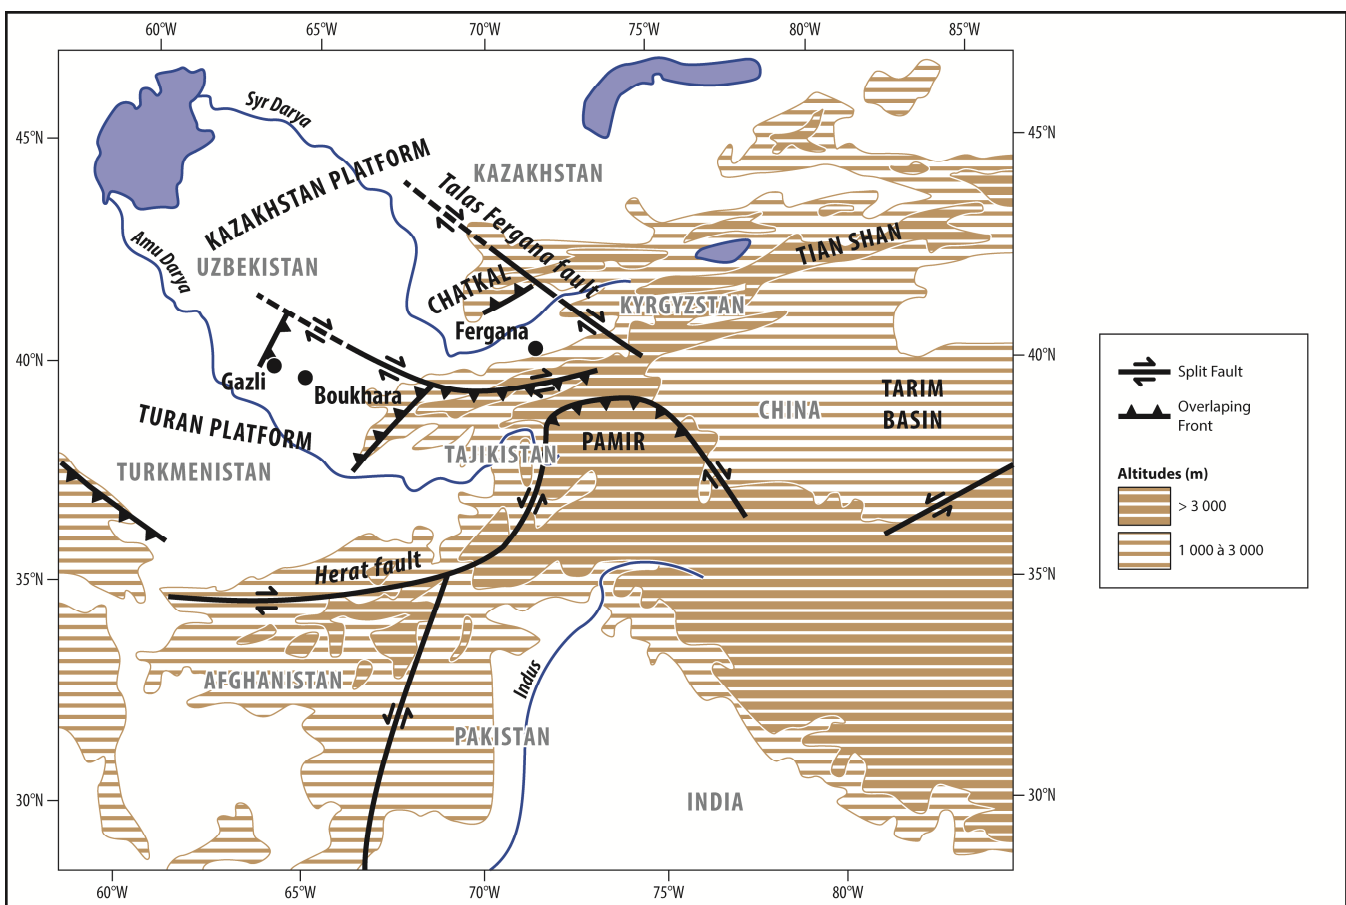 60°W 65°W 70°W 75°W 80°W 85°W
45°N
45°N
Syr Darya
KAZAKHSTAN PLATFORM
KAZAKHSTAN
Talas Fergana fault
Amu Darya
UZBEKISTAN
TIAN SHAN
CHATKAL
KYRGYZSTAN
Fergana
40°N
40°N
Gazli
Boukhara
TARIM
BASIN
CHINA
TURAN PLATFORM
PAMIR
TAJIKISTAN
TURKMENISTAN
Herat fault
35°N
35°N
AFGHANISTAN
Indus
PAKISTAN
INDIA
30°N
30°N
60°W 65°W 70°W 75°W 80°W
Split Fault
Overlaping
Front
Altitudes (m)
> 3 000
1 000 à 3 000